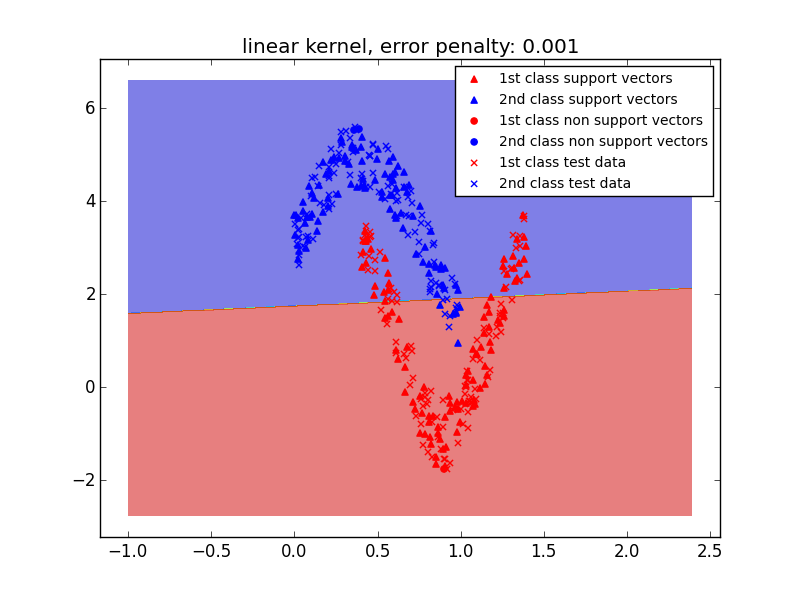 linear kernel, error penalty: 0.001
1st class support vectors
2nd class support vectors
1st class non support vectors
2nd class non support vectors
1st class test data
2nd class test data
6
4
2
0
−2
−1.0 −0.5 0.0 0.5 1.0 1.5 2.0 2.5